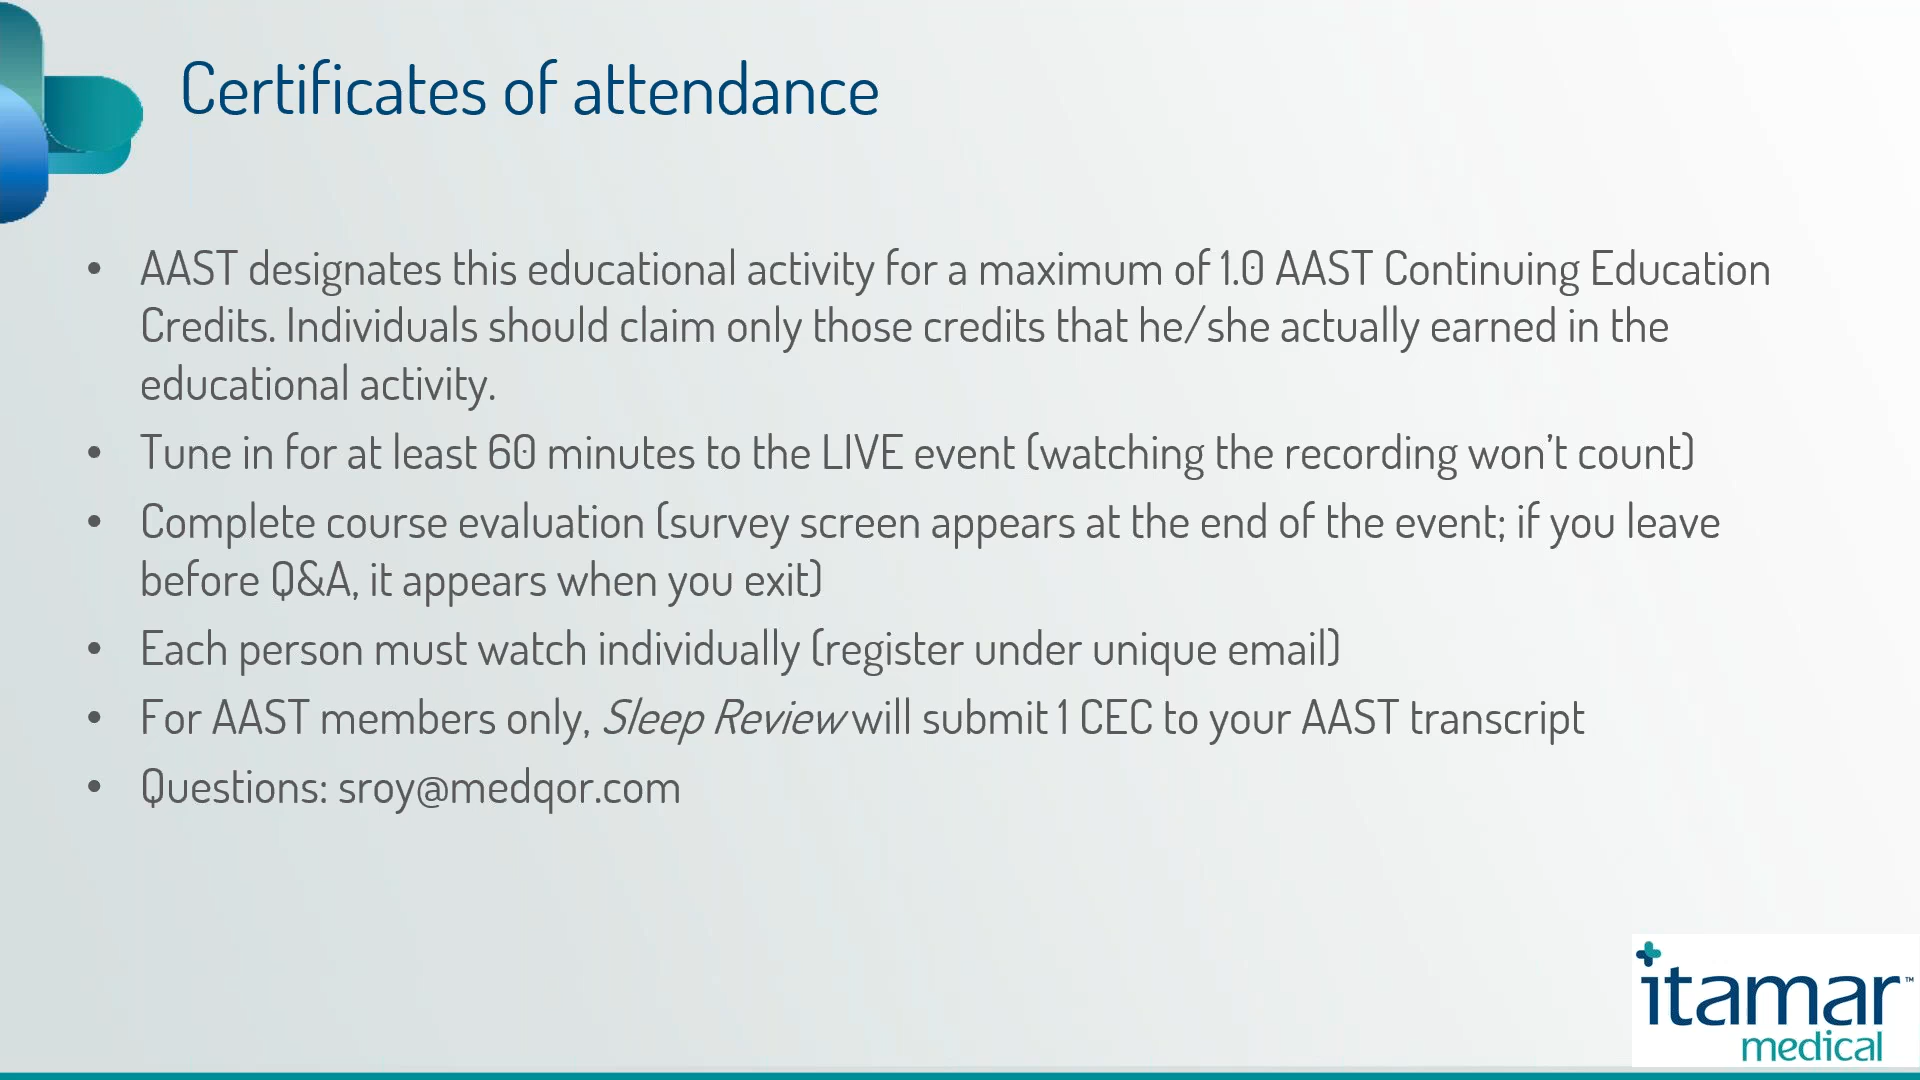 Certificates of attendance
• AAST designates this educational activity for a maximum of 1.0 AAST Continuing Education
Credits. Individuals should claim only those credits that he/she actually earned in the
educational activity.
• Tune in for at least 60 minutes to the LIVE event (watching the recording won’t count)
• Complete course evaluation (survey screen appears at the end of the event; if you leave
before Q&A, it appears when you exit)
• Each person must watch individually (register under unique email)
• For AAST members only, Sleep Review will submit 1 CEC to your AAST transcript
• Questions: sroy@medqor.com
itamar™
medical